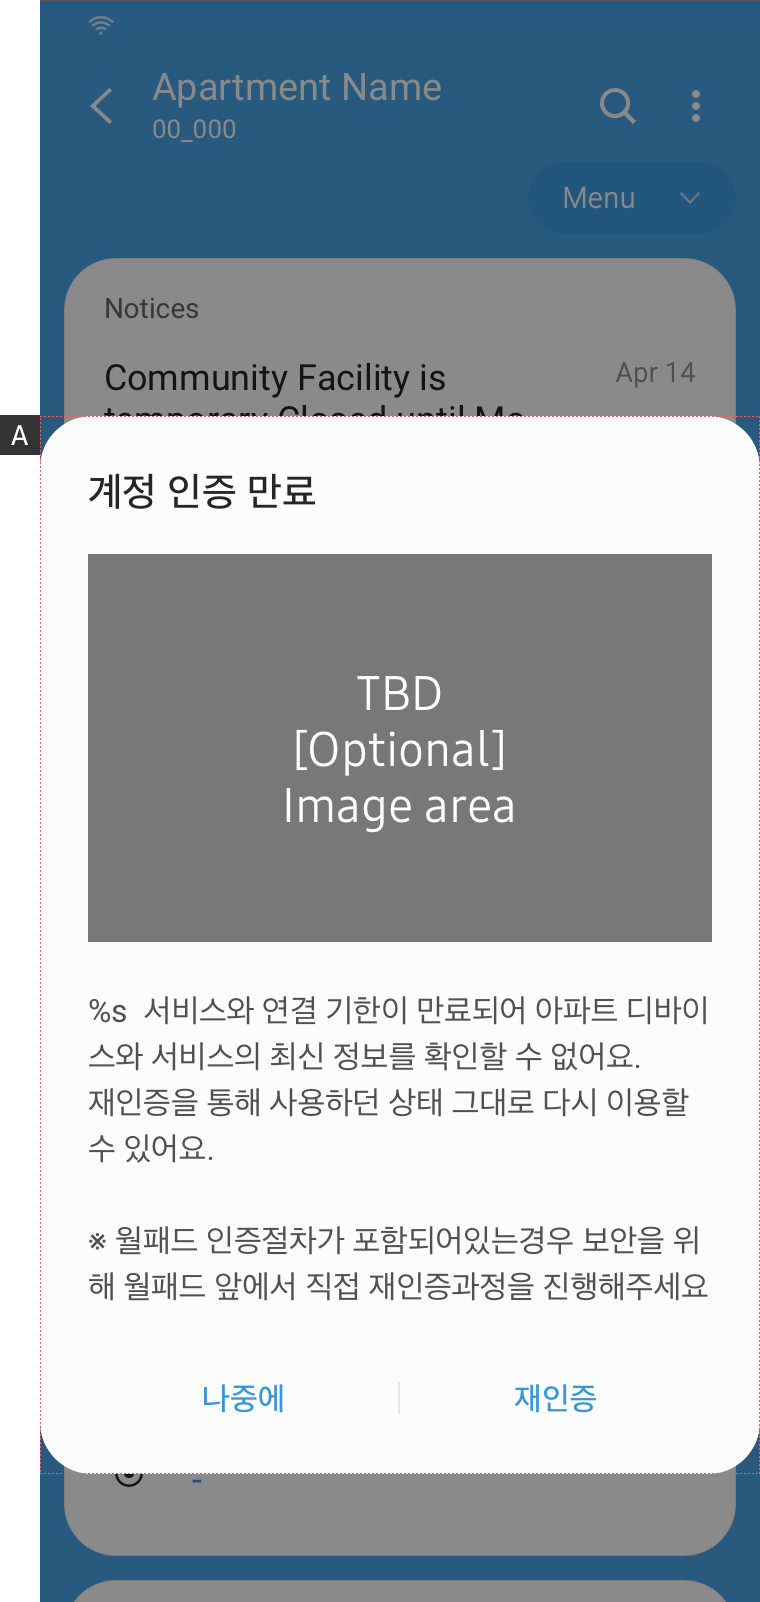 Apartment Name
00_000
Menu
Notices
Community Facility is
Apr 14
temporary Closed until Ma
A
계정 인증 만료
TBD
[Optional]
Image area
%s 서비스와 연결 기한이 만료되어 아파트 디바이
스와 서비스의 최신 정보를 확인할 수 없어요.
재인증을 통해 사용하던 상태 그대로 다시 이용할
수 있어요.
※ 월패드 인증절차가 포함되어있는경우 보안을 위
해 월패드 앞에서 직접 재인증과정을 진행해주세요
나중에
재인증